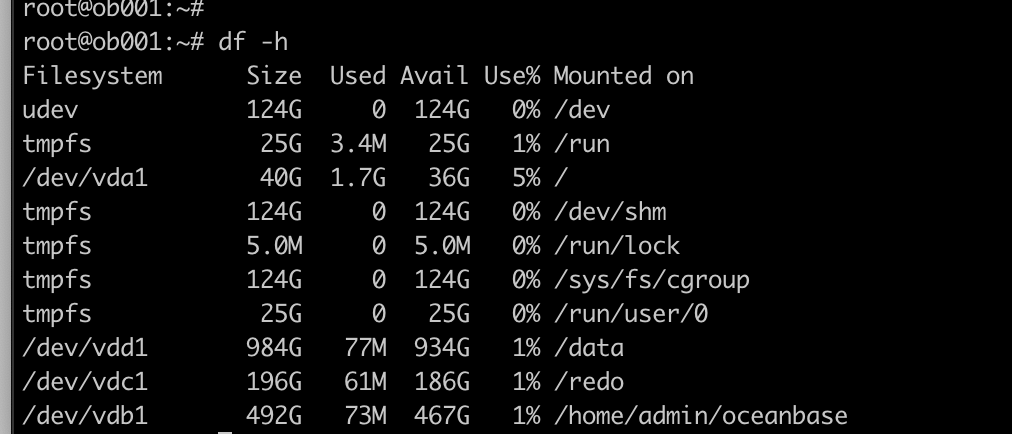 root@ob001:~#
root@ob001:~# df -h
Filesystem      Size  Used Avail Use% Mounted on
udev            124G     0  124G   0% /dev
tmpfs            25G  3.4M   25G   1% /run
/dev/vda1        40G  1.7G   36G   5% /
tmpfs           124G     0  124G   0% /dev/shm
tmpfs           5.0M     0  5.0M   0% /run/lock
tmpfs           124G     0  124G   0% /sys/fs/cgroup
tmpfs            25G     0   25G   0% /run/user/0
/dev/vdd1       984G   77M  934G   1% /data
/dev/vdc1       196G   61M  186G   1% /redo
/dev/vdb1       492G   73M  467G   1% /home/admin/oceanbase